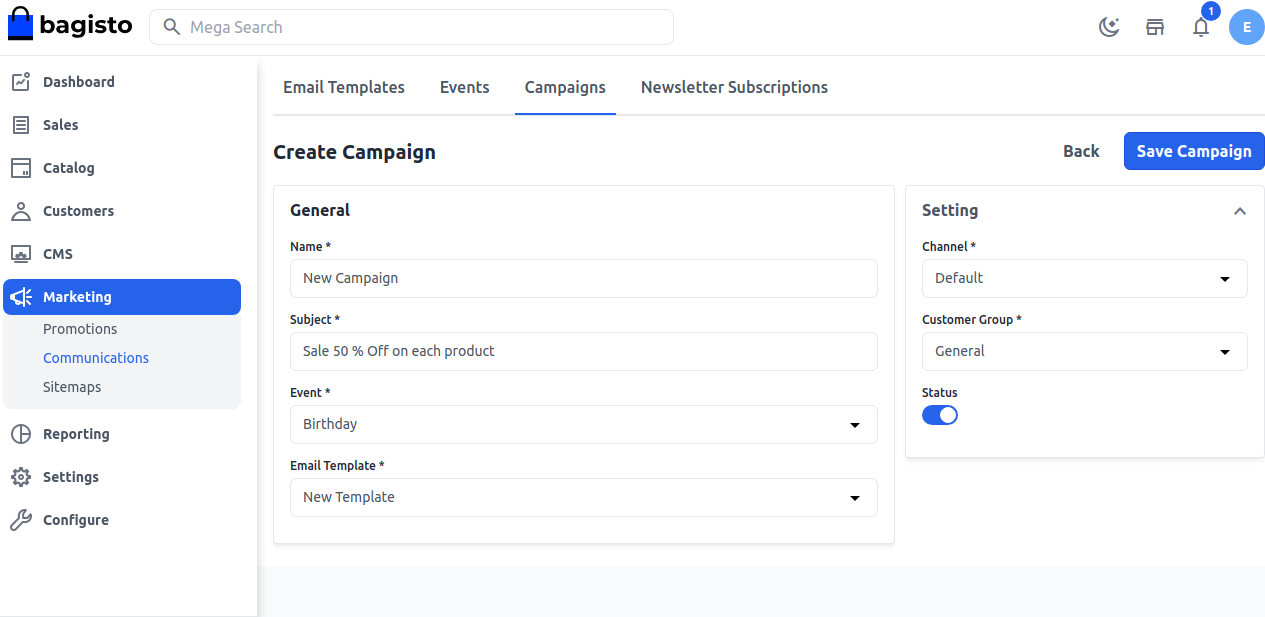 bagisto
Mega Search
1
E
Dashboard
Sales
Catalog
Customers
CMS
Marketing
Promotions
Communications
Sitemaps
Reporting
Settings
Configure
Email Templates Events Campaigns Newsletter Subscriptions
Create Campaign
Back Save Campaign
General
Name *
New Campaign
Subject *
Sale 50 % Off on each product
Event *
Birthday
Email Template *
New Template
Setting
Channel *
Default
Customer Group *
General
Status